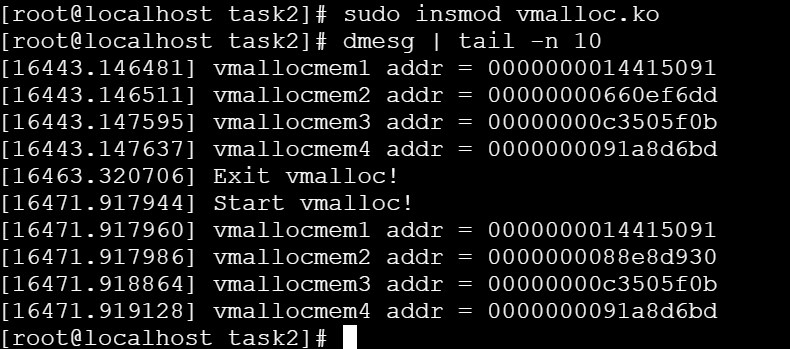 [root@localhost task2]# sudo insmod vmalloc.ko
[root@localhost task2]# dmesg | tail -n 10
[16443.146481] vmallocmem1 addr = 0000000014415091
[16443.146511] vmallocmem2 addr = 00000000660ef6dd
[16443.147595] vmallocmem3 addr = 00000000c3505f0b
[16443.147637] vmallocmem4 addr = 0000000091a8d6bd
[16463.320706] Exit vmalloc!
[16471.917944] Start vmalloc!
[16471.917960] vmallocmem1 addr = 0000000014415091
[16471.917986] vmallocmem2 addr = 0000000088e8d930
[16471.918864] vmallocmem3 addr = 00000000c3505f0b
[16471.919128] vmallocmem4 addr = 0000000091a8d6bd
[root@localhost task2]#